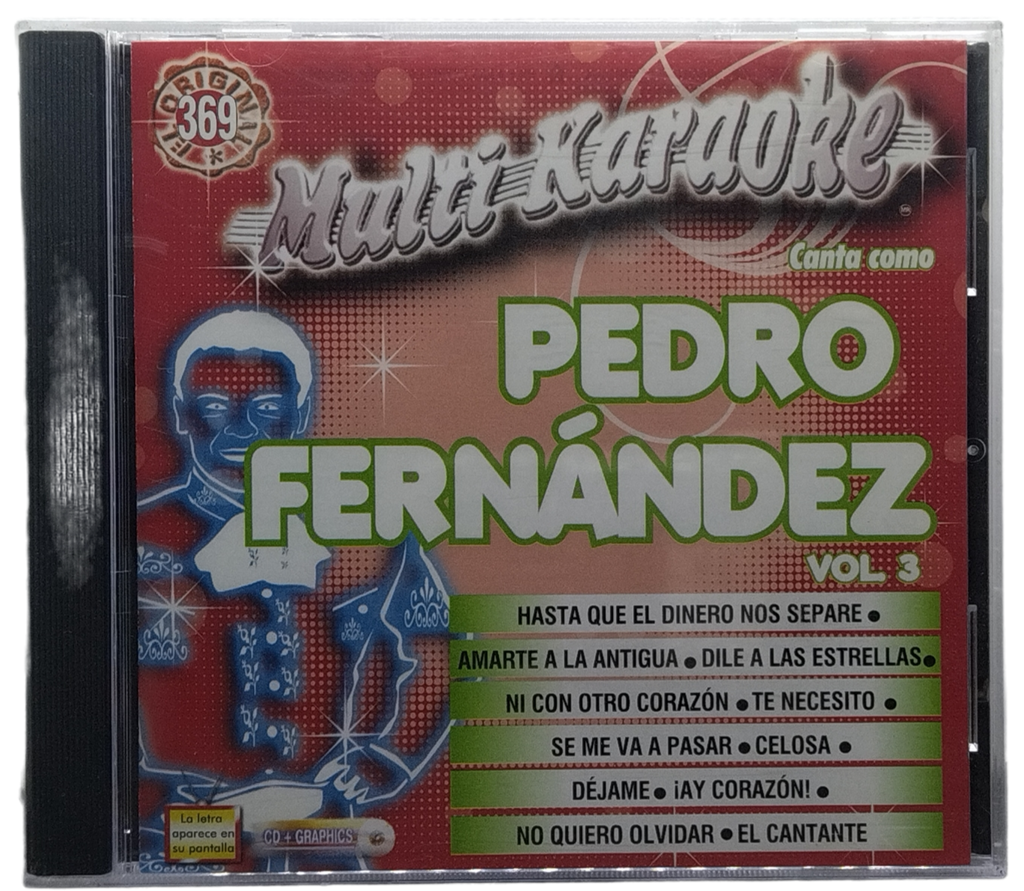 EL ORIGINAL
369
Multi Karaoke
Canta como
PEDRO
FERNÁNDEZ
VOL. 3
HASTA QUE EL DINERO NOS SEPARE ●
AMARTE A LA ANTIGUA ● DILE A LAS ESTRELLAS●
NI CON OTRO CORAZÓN ● TE NECESITO ●
SE ME VA A PASAR ● CELOSA ●
DÉJAME ● ¡AY CORAZÓN! ●
NO QUIERO OLVIDAR ● EL CANTANTE
La letra
aparece en
su pantalla
CD + GRAPHICS